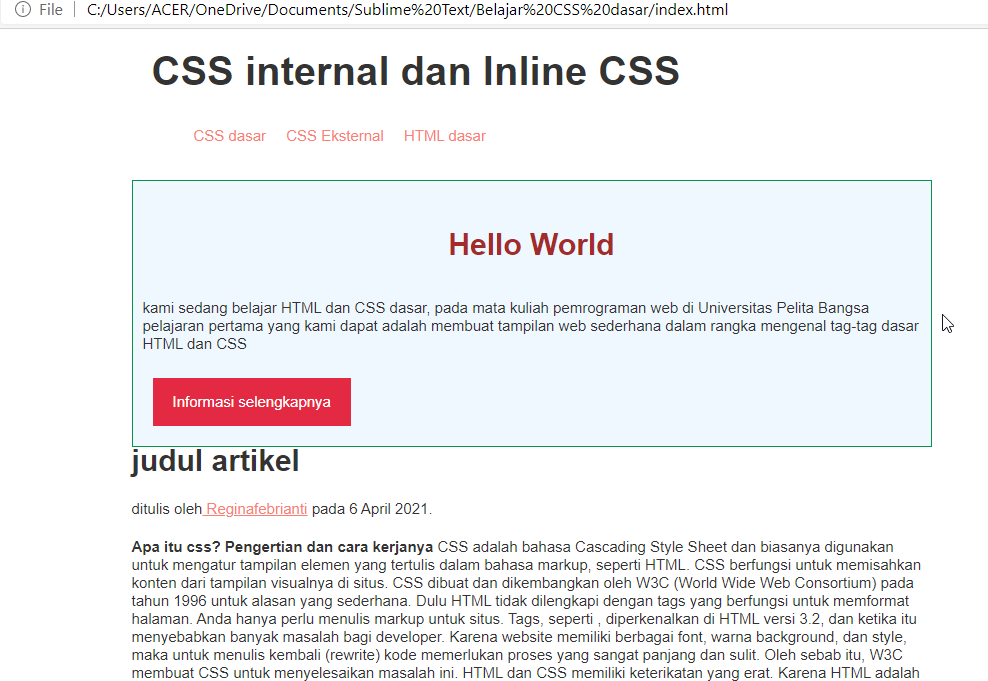 File C:/Users/ACER/OneDrive/Documents/Sublime%20Text/Belajar%20CSS%20dasar/index.html
CSS internal dan Inline CSS
CSS dasar CSS Eksternal HTML dasar
Hello World
kami sedang belajar HTML dan CSS dasar, pada mata kuliah pemrograman web di Universitas Pelita Bangsa
pelajaran pertama yang kami dapat adalah membuat tampilan web sederhana dalam rangka mengenal tag-tag dasar
HTML dan CSS
Informasi selengkapnya
judul artikel
ditulis oleh Reginafebrianti pada 6 April 2021.
Apa itu css? Pengertian dan cara kerjanya CSS adalah bahasa Cascading Style Sheet dan biasanya digunakan
untuk mengatur tampilan elemen yang tertulis dalam bahasa markup, seperti HTML. CSS berfungsi untuk memisahkan
konten dari tampilan visualnya di situs. CSS dibuat dan dikembangkan oleh W3C (World Wide Web Consortium) pada
tahun 1996 untuk alasan yang sederhana. Dulu HTML tidak dilengkapi dengan tags yang berfungsi untuk memformat
halaman. Anda hanya perlu menulis markup untuk situs. Tags, seperti , diperkenalkan di HTML versi 3.2, dan ketika itu
menyebabkan banyak masalah bagi developer. Karena website memiliki berbagai font, warna background, dan style,
maka untuk menulis kembali (rewrite) kode memerlukan proses yang sangat panjang dan sulit. Oleh sebab itu, W3C
membuat CSS untuk menyelesaikan masalah ini. HTML dan CSS memiliki keterikatan yang erat. Karena HTML adalah